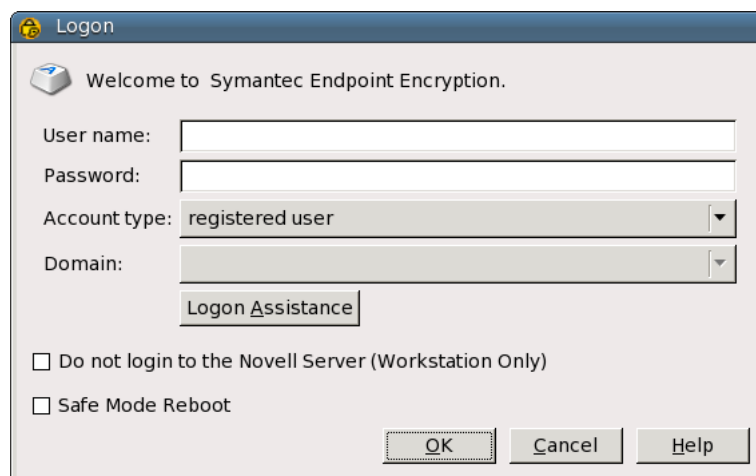 Logon
Welcome to Symantec Endpoint Encryption.
User name:
Password:
Account type: registered user
Domain:
Logon Assistance
Do not login to the Novell Server (Workstation Only)
Safe Mode Reboot
OK Cancel Help